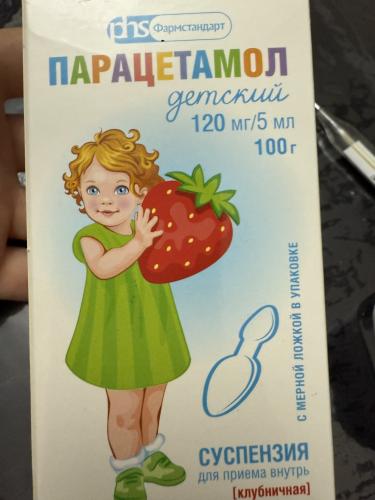 phs Фармстандарт
ПАРАЦЕТАМОЛ
детский
120 мг/5 мл
100 г
С МЕРНОЙ ЛОЖКОЙ В УПАКОВКЕ
СУСПЕНЗИЯ
для приема внутрь
[клубничная]